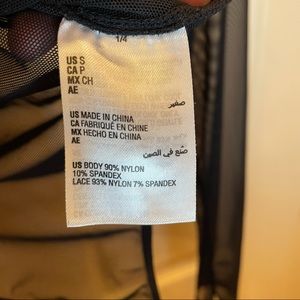 1/4
US S
CA P
MX CH
AE
صغير
US MADE IN CHINA
CA FABRIQUÉ EN CHINE
MX HECHO EN CHINA
AE
صنع في الصين
US BODY 90% NYLON
10% SPANDEX
LACE 93% NYLON 7% SPANDEX